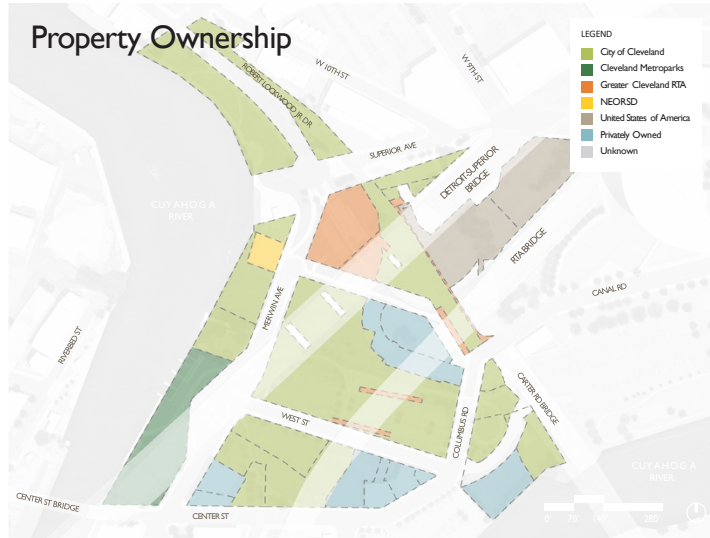 Property Ownership
LEGEND
City of Cleveland
Cleveland Metroparks
Greater Cleveland RTA
NEORSD
United States of America
Privately Owned
Unknown
W 10TH ST
W 9TH ST
ROBERT LOCKWOOD JR DR
SUPERIOR AVE
DETROIT-SUPERIOR
BRIDGE
CUYAHOGA
RIVER
RTA BRIDGE
CANAL RD
MERWIN AVE
RIVERBED ST
CARTER RD BRIDGE
WEST ST
COLUMBUS RD
CUYAHOGA
RIVER
CENTER ST BRIDGE
CENTER ST
0' 70' 140' 280'